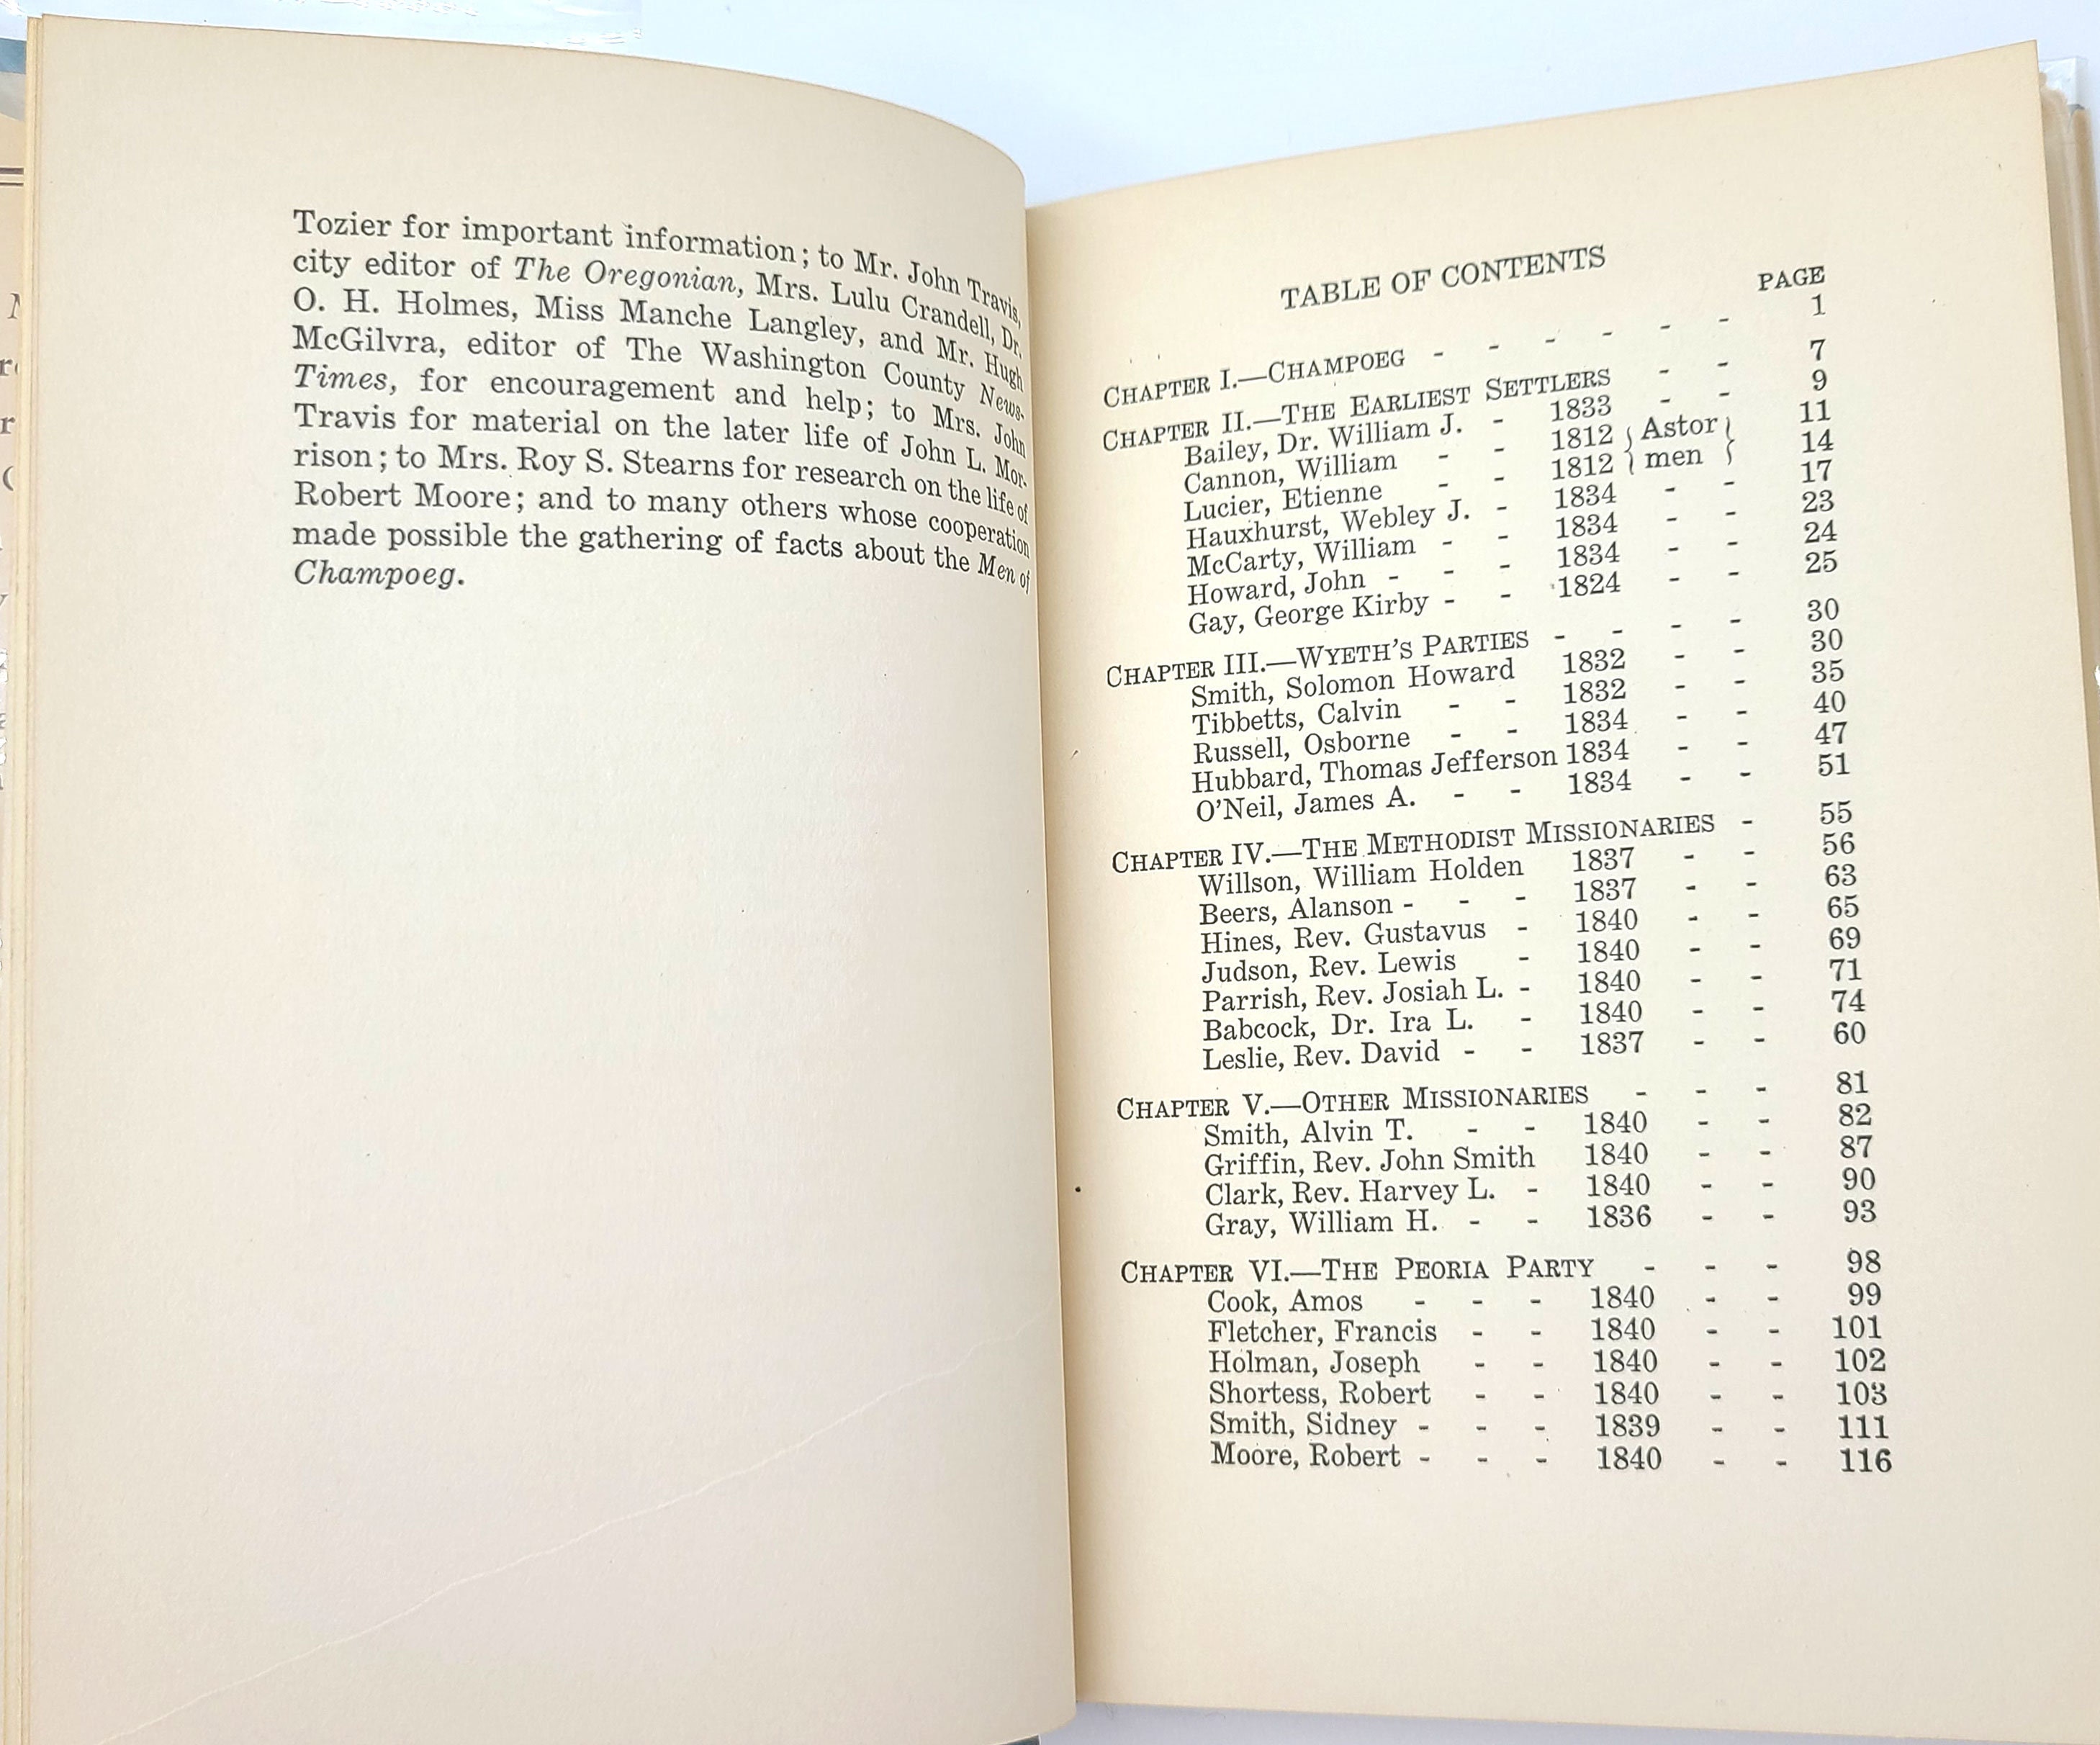 Tozier for important information; to Mr. John Travis,
city editor of The Oregonian, Mrs. Lulu Crandell, Dr.
O. H. Holmes, Miss Manche Langley, and Mr. Hugh
McGilvra, editor of The Washington County News-
Times, for encouragement and help; to Mrs. John
Travis for material on the later life of John L. Mor-
rison; to Mrs. Roy S. Stearns for research on the life of
Robert Moore; and to many others whose cooperation
made possible the gathering of facts about the Men of
Champoeg.
TABLE OF CONTENTS
PAGE
CHAPTER I.—CHAMPOEG - - - - - - 1
CHAPTER II.—THE EARLIEST SETTLERS - - 7
Bailey, Dr. William J. - 1833 - - 9
Cannon, William - - 1812 } Astor } 11
Lucier, Etienne - - 1812 } men } 14
Hauxhurst, Webley J. - 1834 - - 17
McCarty, William - - 1834 - - 23
Howard, John - - - 1834 - - 24
Gay, George Kirby - - 1824 - - 25
CHAPTER III.—WYETH'S PARTIES - - - - 30
Smith, Solomon Howard 1832 - - 30
Tibbetts, Calvin - - 1832 - - 35
Russell, Osborne - - 1834 - - 40
Hubbard, Thomas Jefferson 1834 - - 47
O'Neil, James A. - - 1834 - - 51
CHAPTER IV.—THE METHODIST MISSIONARIES - 55
Willson, William Holden 1837 - - 56
Beers, Alanson - - - 1837 - - 63
Hines, Rev. Gustavus - 1840 - - 65
Judson, Rev. Lewis - 1840 - - 69
Parrish, Rev. Josiah L. - 1840 - - 71
Babcock, Dr. Ira L. - 1840 - - 74
Leslie, Rev. David - - 1837 - - 60
CHAPTER V.—OTHER MISSIONARIES - - - 81
Smith, Alvin T. - - 1840 - - 82
Griffin, Rev. John Smith 1840 - - 87
Clark, Rev. Harvey L. - 1840 - - 90
Gray, William H. - - 1836 - - 93
CHAPTER VI.—THE PEORIA PARTY - - - 98
Cook, Amos - - - 1840 - - 99
Fletcher, Francis - - 1840 - - 101
Holman, Joseph - - 1840 - - 102
Shortess, Robert - - 1840 - - 103
Smith, Sidney - - - 1839 - - 111
Moore, Robert - - - 1840 - - 116